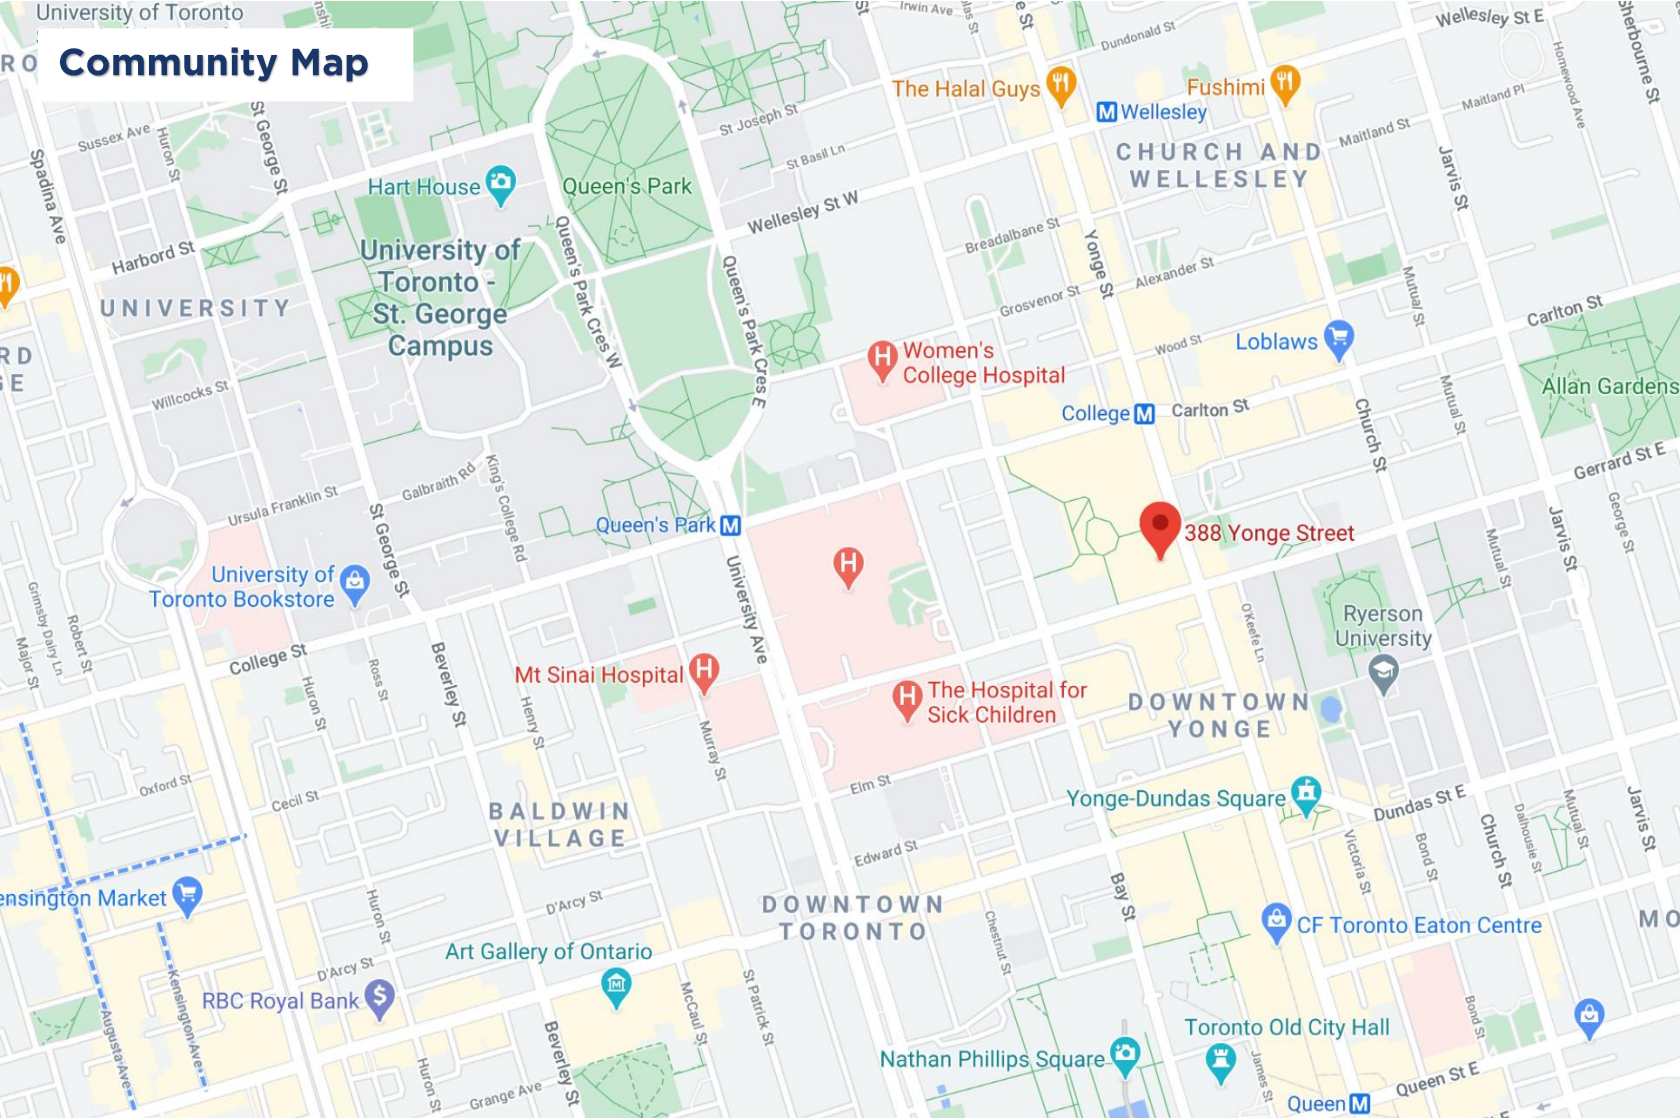 University of Toronto
Community Map
Irwin Ave
Dundonald St
Wellesley St E
Sherbourne St
Homewood Ave
The Halal Guys
Fushimi
Wellesley
Maitland Pl
Maitland St
St Joseph St
St Basil Ln
Sussex Ave
Huron St
St George St
Spadina Ave
CHURCH AND
WELLESLEY
Jarvis St
Hart House
Queen's Park
Wellesley St W
Breadalbane St
Yonge St
Harbord St
University of
Toronto -
St. George
Campus
Queen's Park Cres W
Queen's Park Cres E
Alexander St
Grosvenor St
Mutual St
Carlton St
UNIVERSITY
Women's
College Hospital
Wood St
Loblaws
Allan Gardens
Willcocks St
College
Carlton St
Church St
Mutual St
Gerrard St E
Galbraith Rd
King's College Rd
Ursula Franklin St
St George St
Queen's Park
388 Yonge Street
Jarvis St
George St
Mutual St
University of
Toronto Bookstore
University Ave
Ryerson
University
O'Keefe Ln
Grimsby Dairy Ln
Robert St
Major St
College St
Beverley St
Ross St
Huron St
Henry St
Mt Sinai Hospital
Murray St
The Hospital for
Sick Children
DOWNTOWN
YONGE
Oxford St
Cecil St
Elm St
Yonge-Dundas Square
Dundas St E
BALDWIN
VILLAGE
Edward St
Victoria St
Bond St
Church St
Dalhousie St
Mutual St
Jarvis St
ensington Market
Huron St
D'Arcy St
DOWNTOWN
TORONTO
Bay St
Chestnut St
CF Toronto Eaton Centre
MO
Art Gallery of Ontario
D'Arcy St
RBC Royal Bank
Kensington Ave
Augusta Ave
McCaul St
St Patrick St
Beverley St
Huron St
Grange Ave
Nathan Phillips Square
Toronto Old City Hall
James St
Bond St
Queen St E
Queen